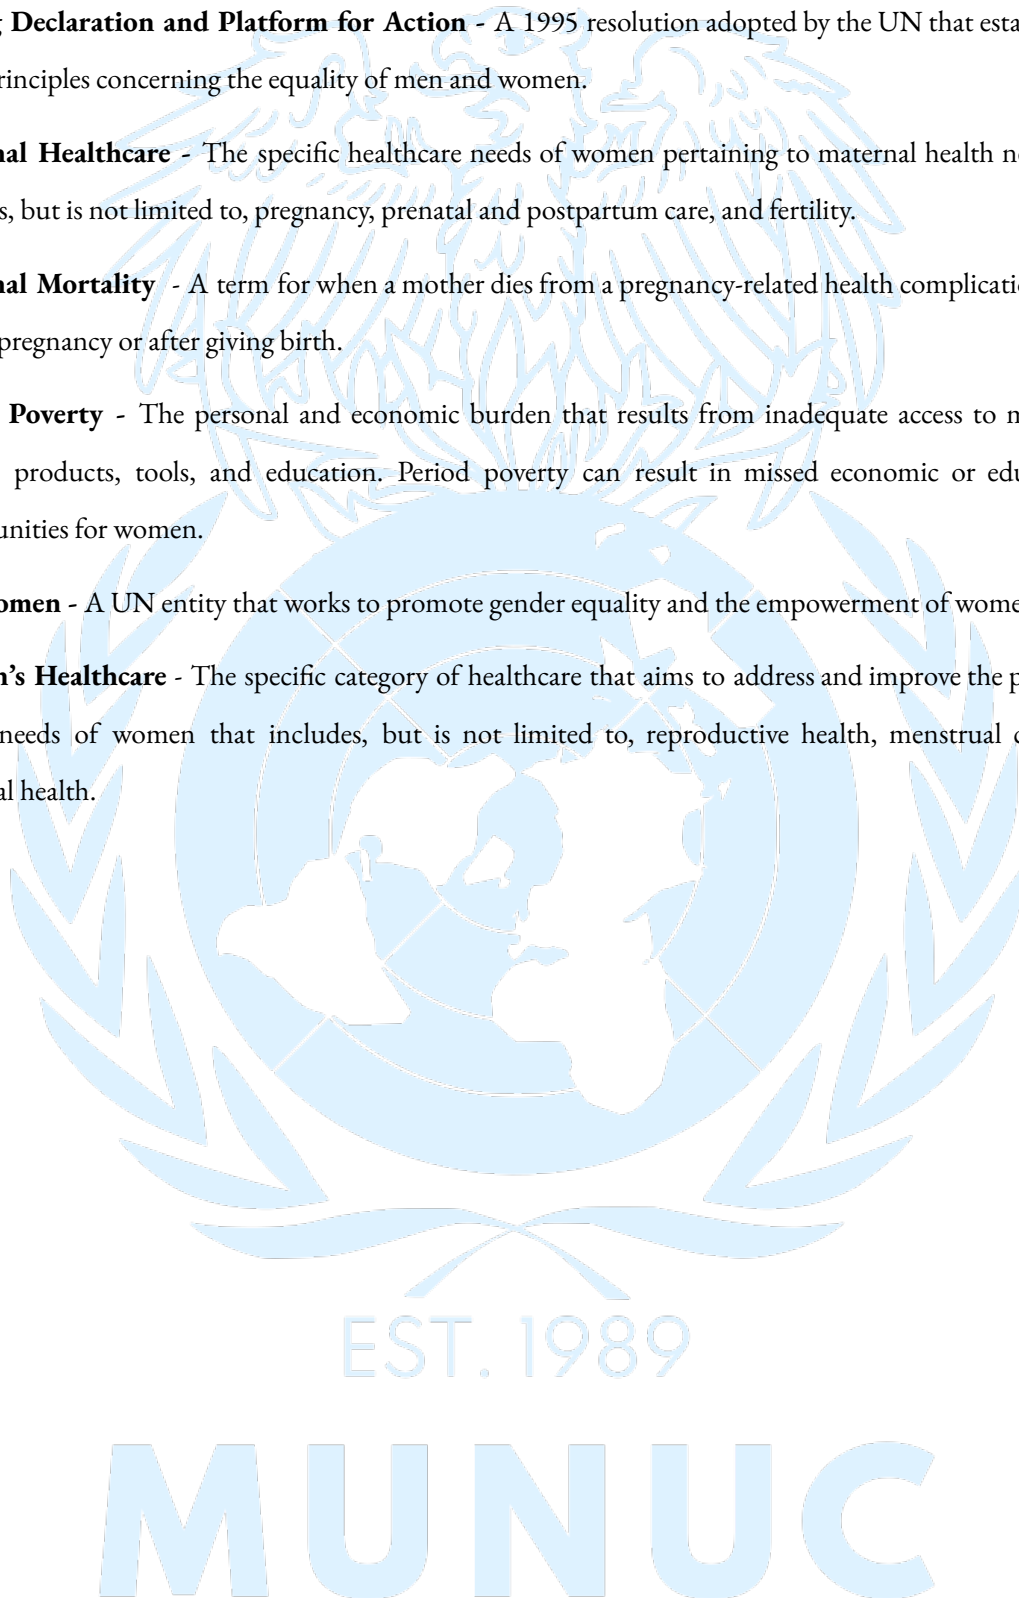 Declaration and Platform for Action - A 1995 resolution adopted by the UN that esta
rinciples concerning the equality of men and women.
nal Healthcare - The specific healthcare needs of women pertaining to maternal health n
s, but is not limited to, pregnancy, prenatal and postpartum care, and fertility.
nal Mortality - A term for when a mother dies from a pregnancy-related health complicati
pregnancy or after giving birth.
Poverty - The personal and economic burden that results from inadequate access to m
products, tools, and education. Period poverty can result in missed economic or edu
unities for women.
omen - A UN entity that works to promote gender equality and the empowerment of wome
n's Healthcare - The specific category of healthcare that aims to address and improve the p
needs of women that includes, but is not limited to, reproductive health, menstrual c
al health.
EST. 1989
MUNUC